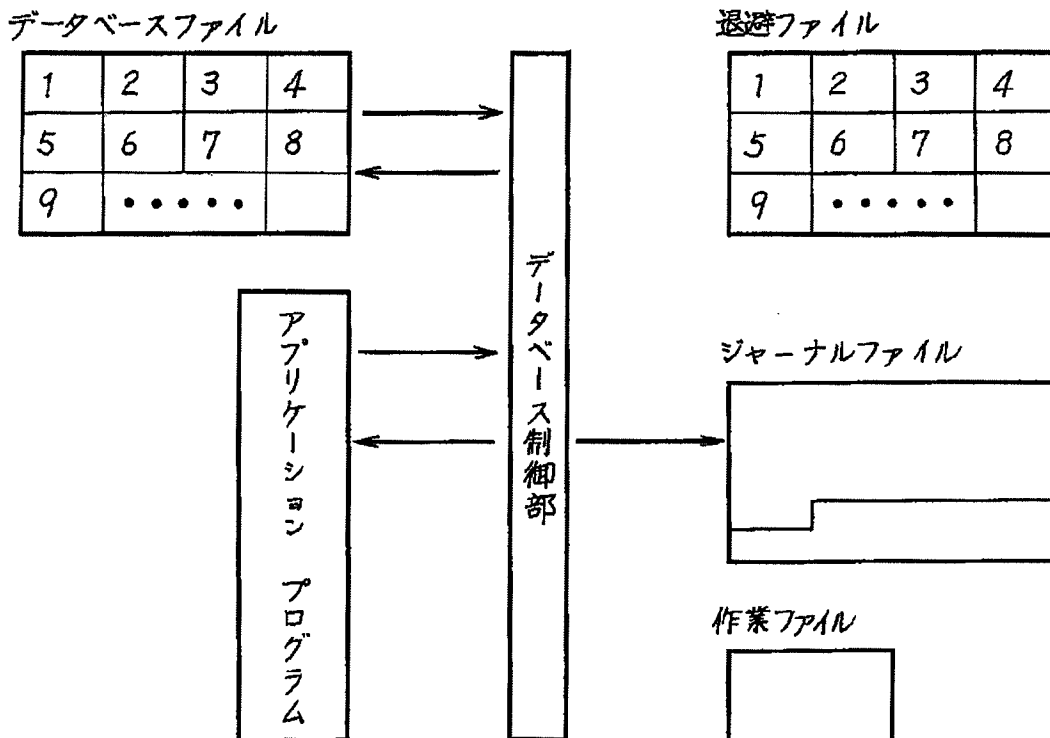 データベースファイル
1 2 3 4
5 6 7 8
9 •••••
退避ファイル
1 2 3 4
5 6 7 8
9 •••••
データベース制御部
アプリケーション プログラム
ジャーナルファイル
作業ファイル